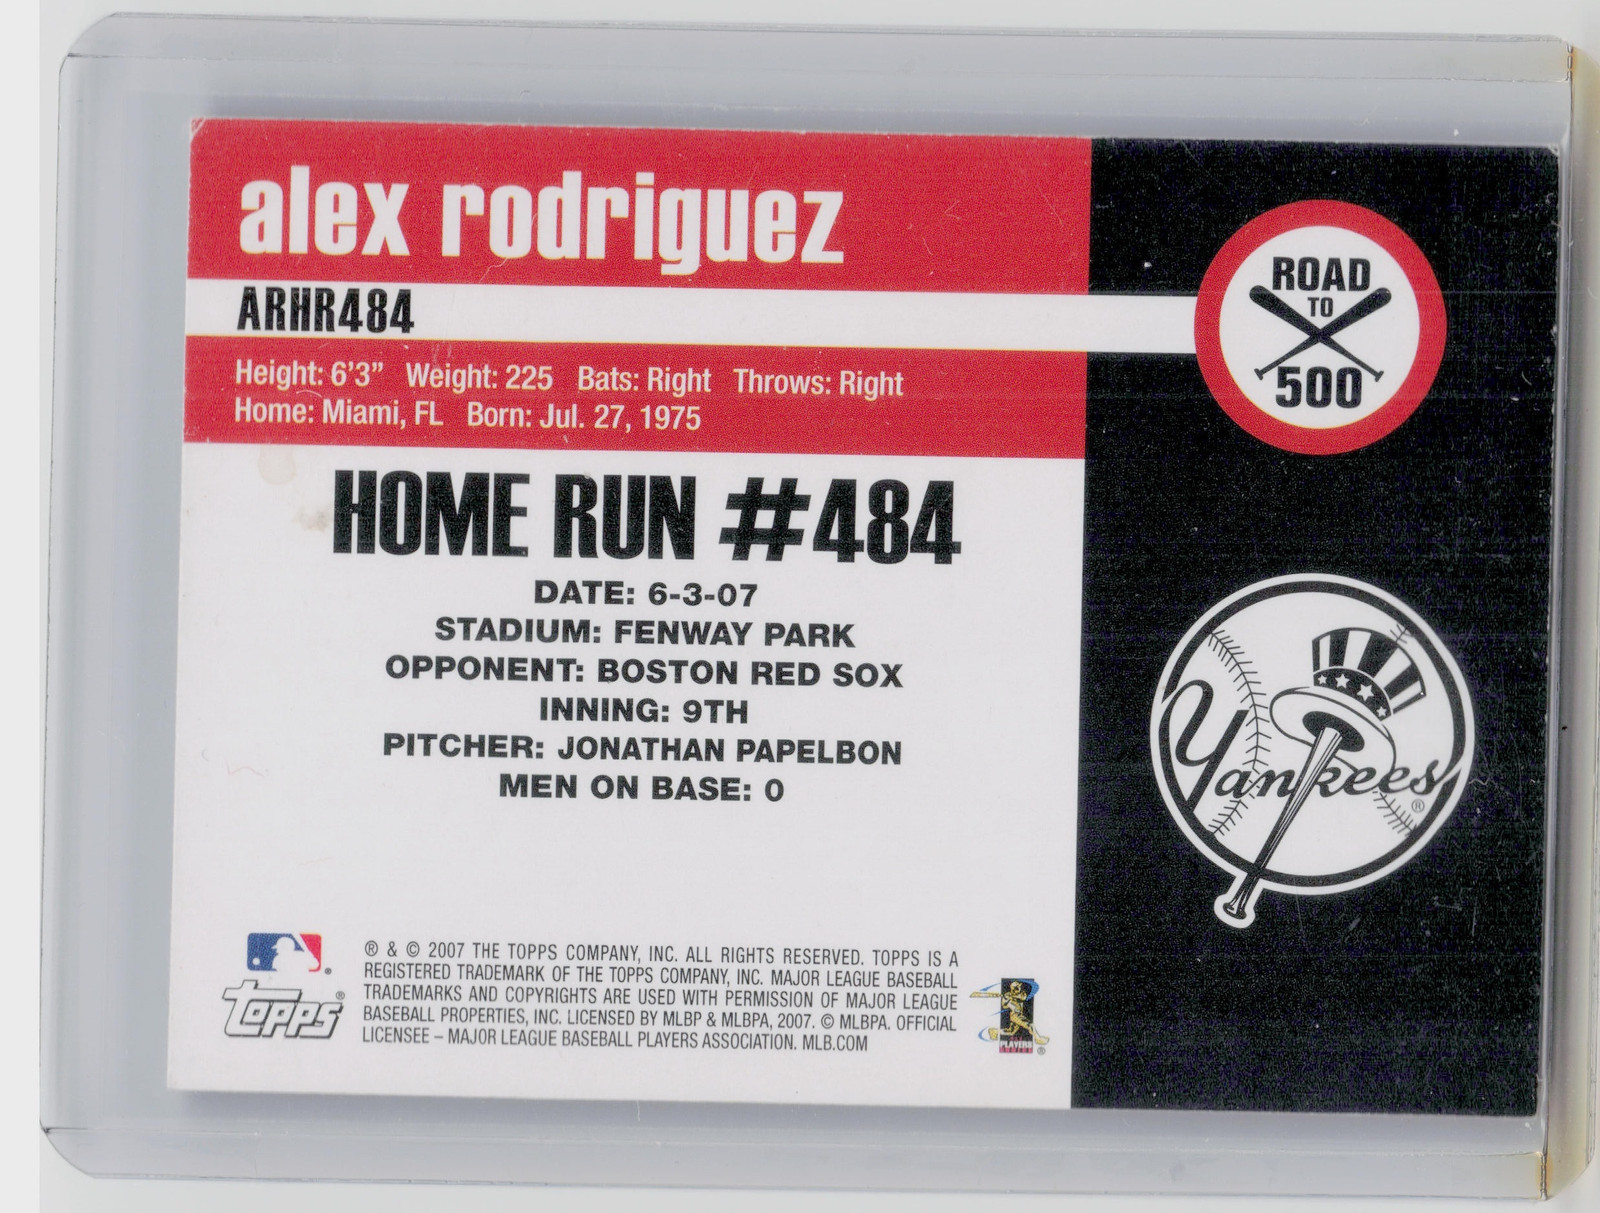 alex rodriguez
ARHR484
Height: 6'3" Weight: 225 Bats: Right Throws: Right
Home: Miami, FL Born: Jul. 27, 1975
ROAD
TO
500
HOME RUN #484
DATE: 6-3-07
STADIUM: FENWAY PARK
OPPONENT: BOSTON RED SOX
INNING: 9TH
PITCHER: JONATHAN PAPELBON
MEN ON BASE: 0
Yankees®
Topps®
® & © 2007 THE TOPPS COMPANY, INC. ALL RIGHTS RESERVED. TOPPS IS A
REGISTERED TRADEMARK OF THE TOPPS COMPANY, INC. MAJOR LEAGUE BASEBALL
TRADEMARKS AND COPYRIGHTS ARE USED WITH PERMISSION OF MAJOR LEAGUE
BASEBALL PROPERTIES, INC. LICENSED BY MLBP & MLBPA, 2007. © MLBPA. OFFICIAL
LICENSEE – MAJOR LEAGUE BASEBALL PLAYERS ASSOCIATION. MLB.COM
PLAYERS